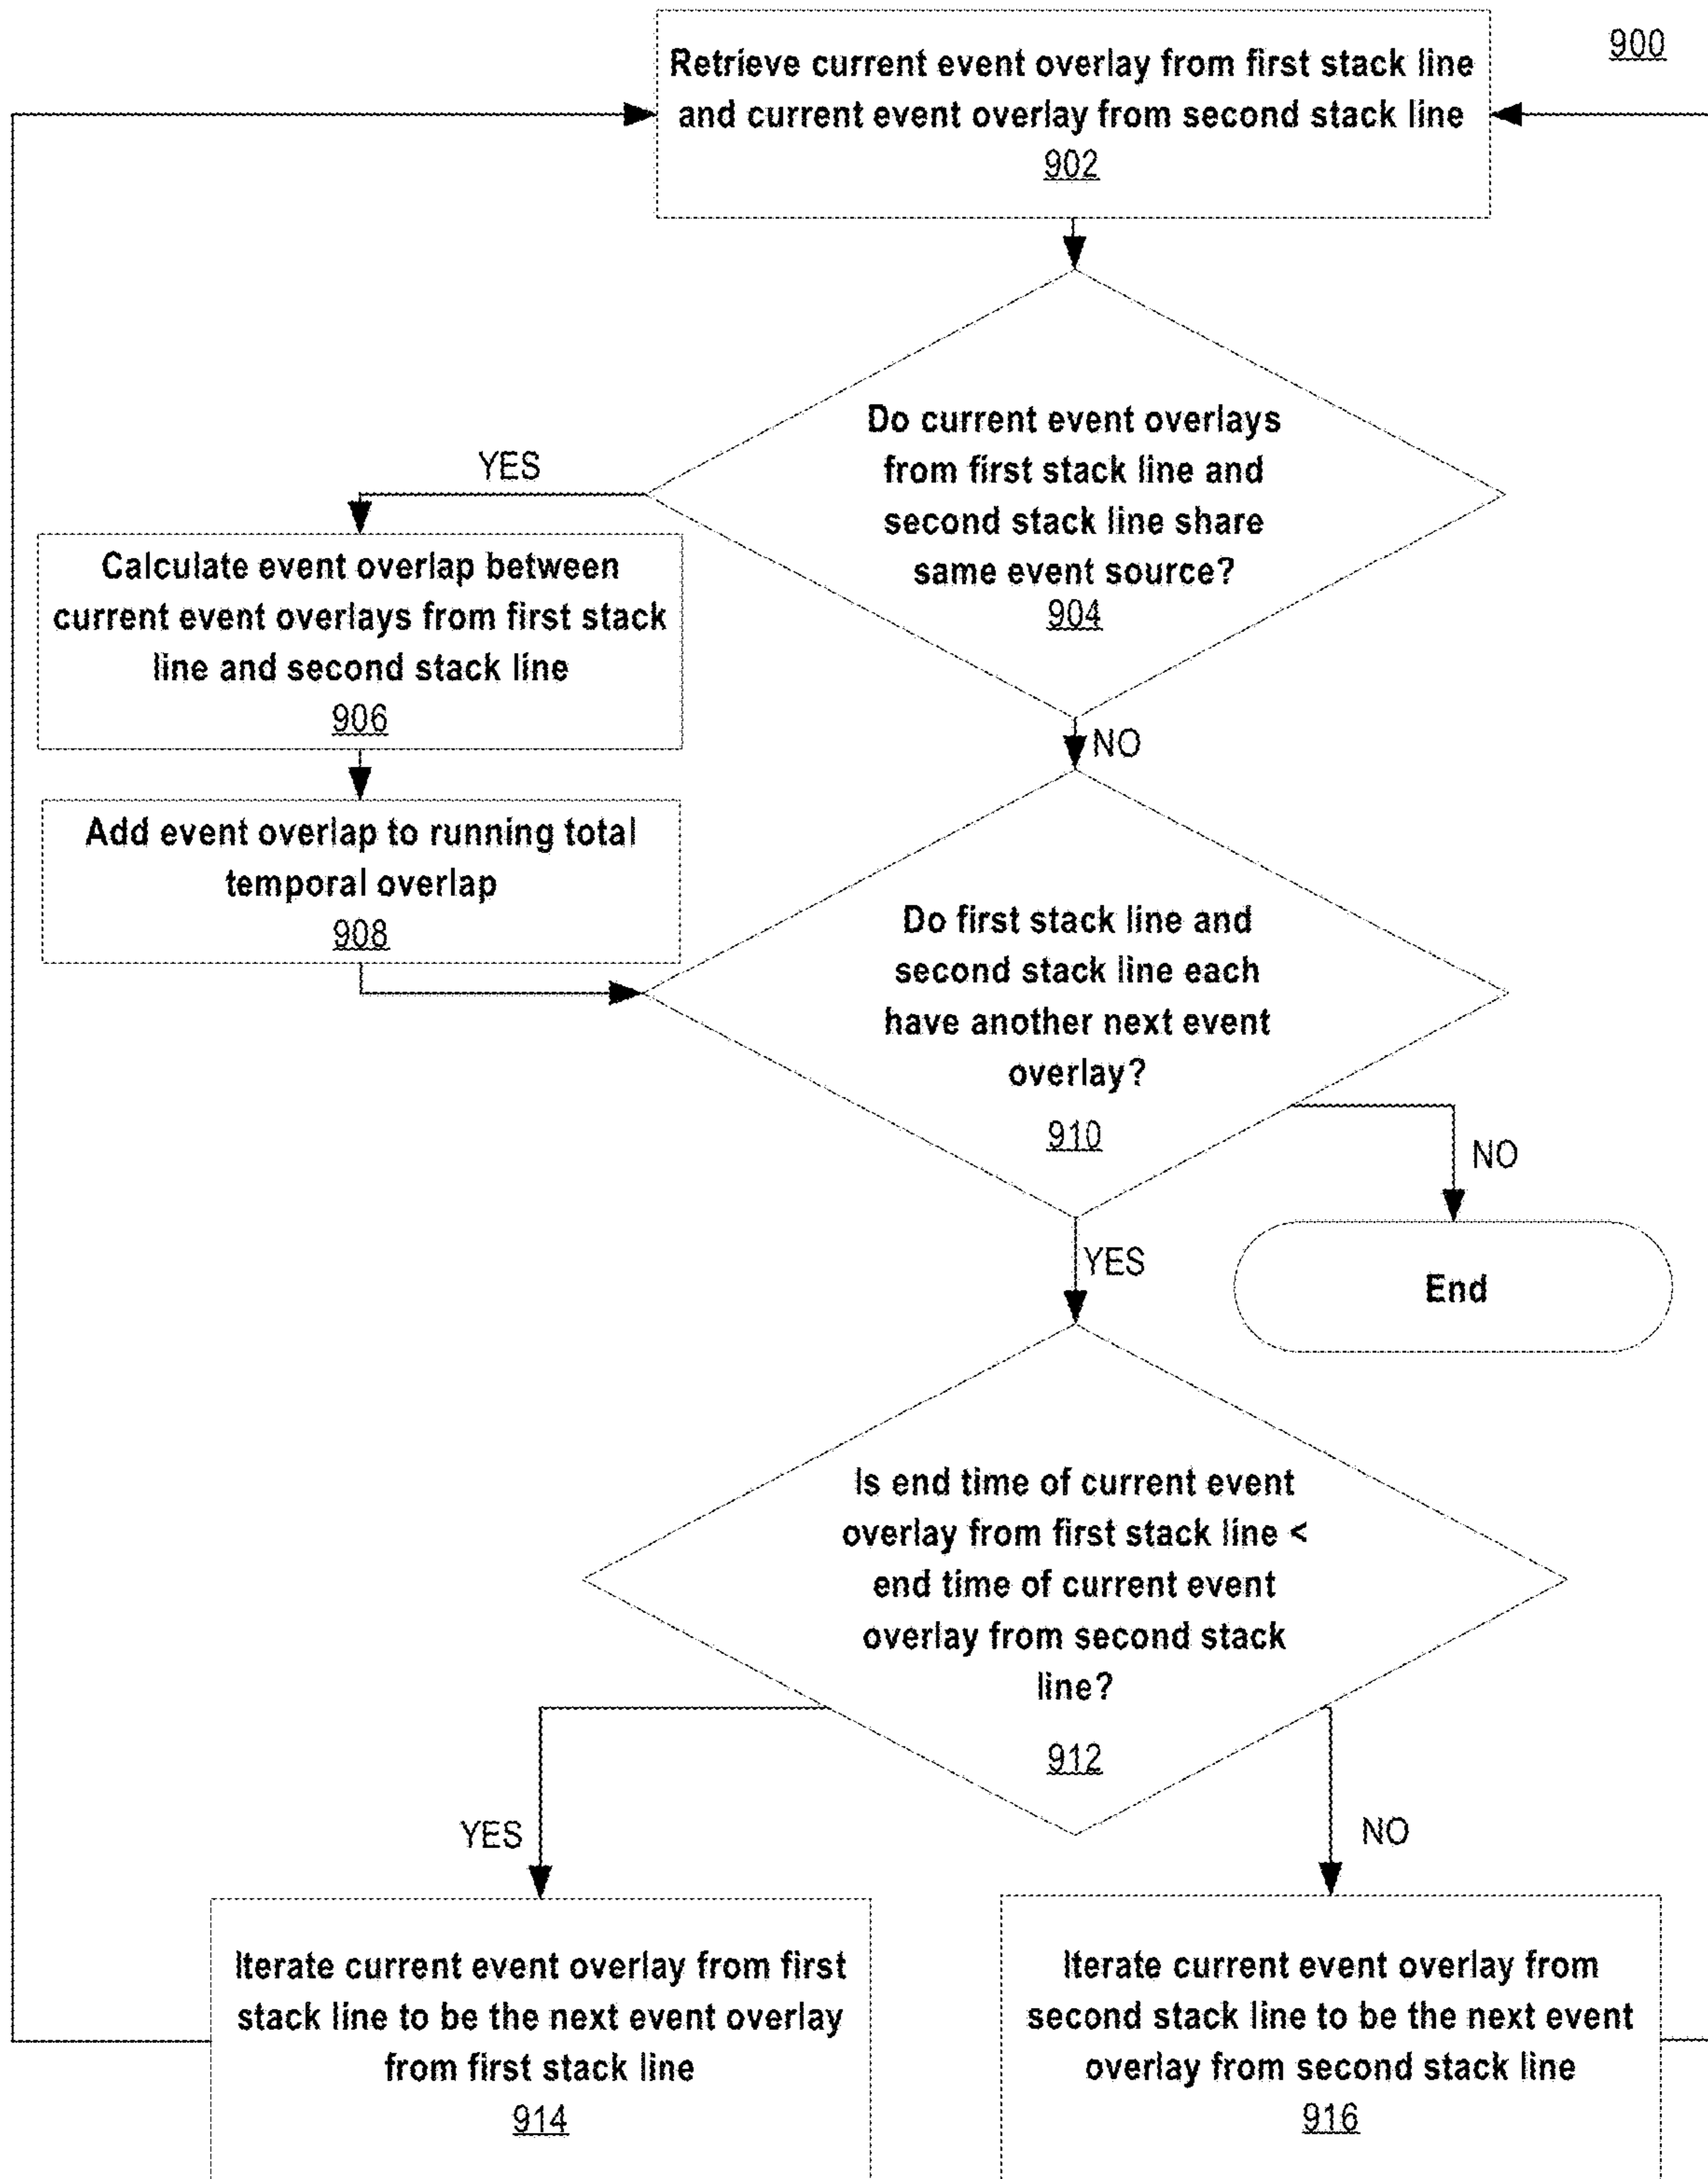 900
Retrieve current event overlay from first stack line
and current event overlay from second stack line
902
Do current event overlays
from first stack line and
second stack line share
same event source?
904
YES
Calculate event overlap between
current event overlays from first stack
line and second stack line
906
NO
Add event overlap to running total
temporal overlap
908
Do first stack line and
second stack line each
have another next event
overlay?
910
NO
End
YES
Is end time of current event
overlay from first stack line <
end time of current event
overlay from second stack
line?
912
YES
NO
Iterate current event overlay from first
stack line to be the next event overlay
from first stack line
914
Iterate current event overlay from
second stack line to be the next event
overlay from second stack line
916